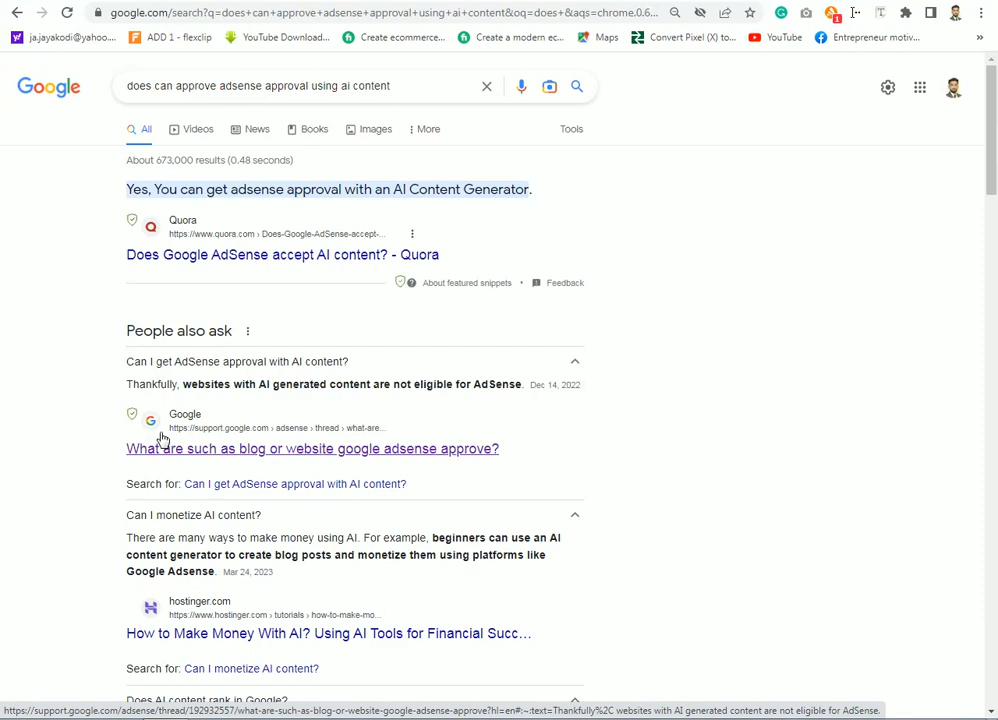 google.com/search?q=does+can+approve+adsense+approval+using+ai+content&oq=does+&aqs=chrome.0.6...
ja.jayakodi@yahoo....
ADD 1 - flexclip
YouTube Download...
Create ecommerce...
Create a modern ec...
Maps
Convert Pixel (X) to...
YouTube
Entrepreneur motiv...
»
Google
does can approve adsense approval using ai content
All
Videos
News
Books
Images
More
Tools
About 673,000 results (0.48 seconds)
Yes, You can get adsense approval with an AI Content Generator.
Quora
https://www.quora.com › Does-Google-AdSense-accept-...
Does Google AdSense accept AI content? - Quora
About featured snippets • Feedback
People also ask
Can I get AdSense approval with AI content?
Thankfully, websites with AI generated content are not eligible for AdSense. Dec 14, 2022
Google
https://support.google.com › adsense › thread › what-are...
What are such as blog or website google adsense approve?
Search for: Can I get AdSense approval with AI content?
Can I monetize AI content?
There are many ways to make money using AI. For example, beginners can use an AI
content generator to create blog posts and monetize them using platforms like
Google Adsense. Mar 24, 2023
hostinger.com
https://www.hostinger.com › tutorials › how-to-make-mo...
How to Make Money With AI? Using AI Tools for Financial Succ...
Search for: Can I monetize AI content?
Does AI content rank in Google?
https://support.google.com/adsense/thread/192932557/what-are-such-as-blog-or-website-google-adsense-approve?hl=en#:~:text=Thankfully%2C websites with AI generated content are not eligible for AdSense.